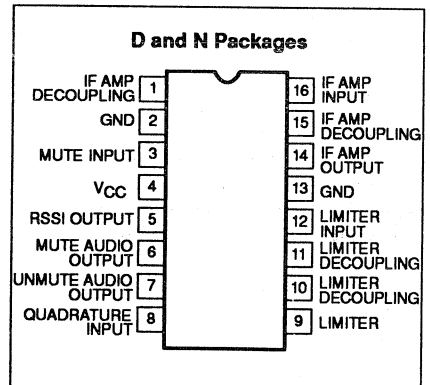 D and N Packages
IF AMP
DECOUPLING 1
GND 2
MUTE INPUT 3
VCC 4
RSSI OUTPUT 5
MUTE AUDIO
OUTPUT 6
UNMUTE AUDIO
OUTPUT 7
QUADRATURE
INPUT 8
16 IF AMP
INPUT
15 IF AMP
DECOUPLING
14 IF AMP
OUTPUT
13 GND
12 LIMITER
INPUT
11 LIMITER
DECOUPLING
10 LIMITER
DECOUPLING
9 LIMITER